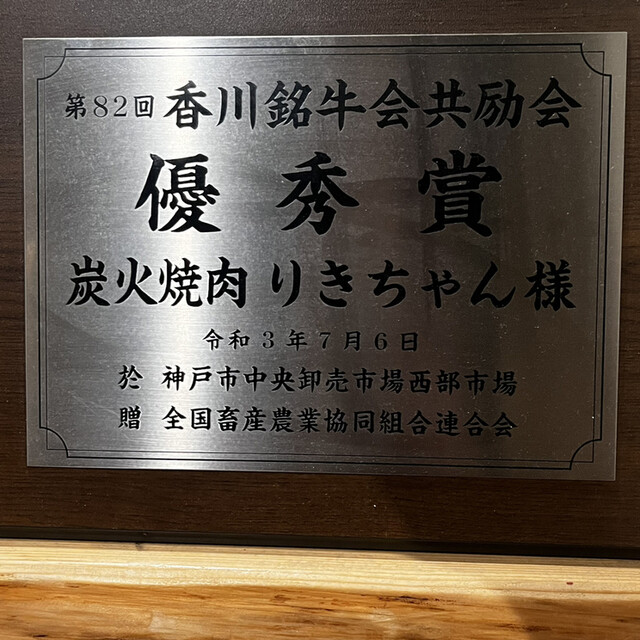 第82回 香川銘牛会共励会
優秀賞
炭火焼肉 りきちゃん様
令和3年7月6日
於 神戸市中央卸売市場西部市場
贈 全国畜産農業協同組合連合会